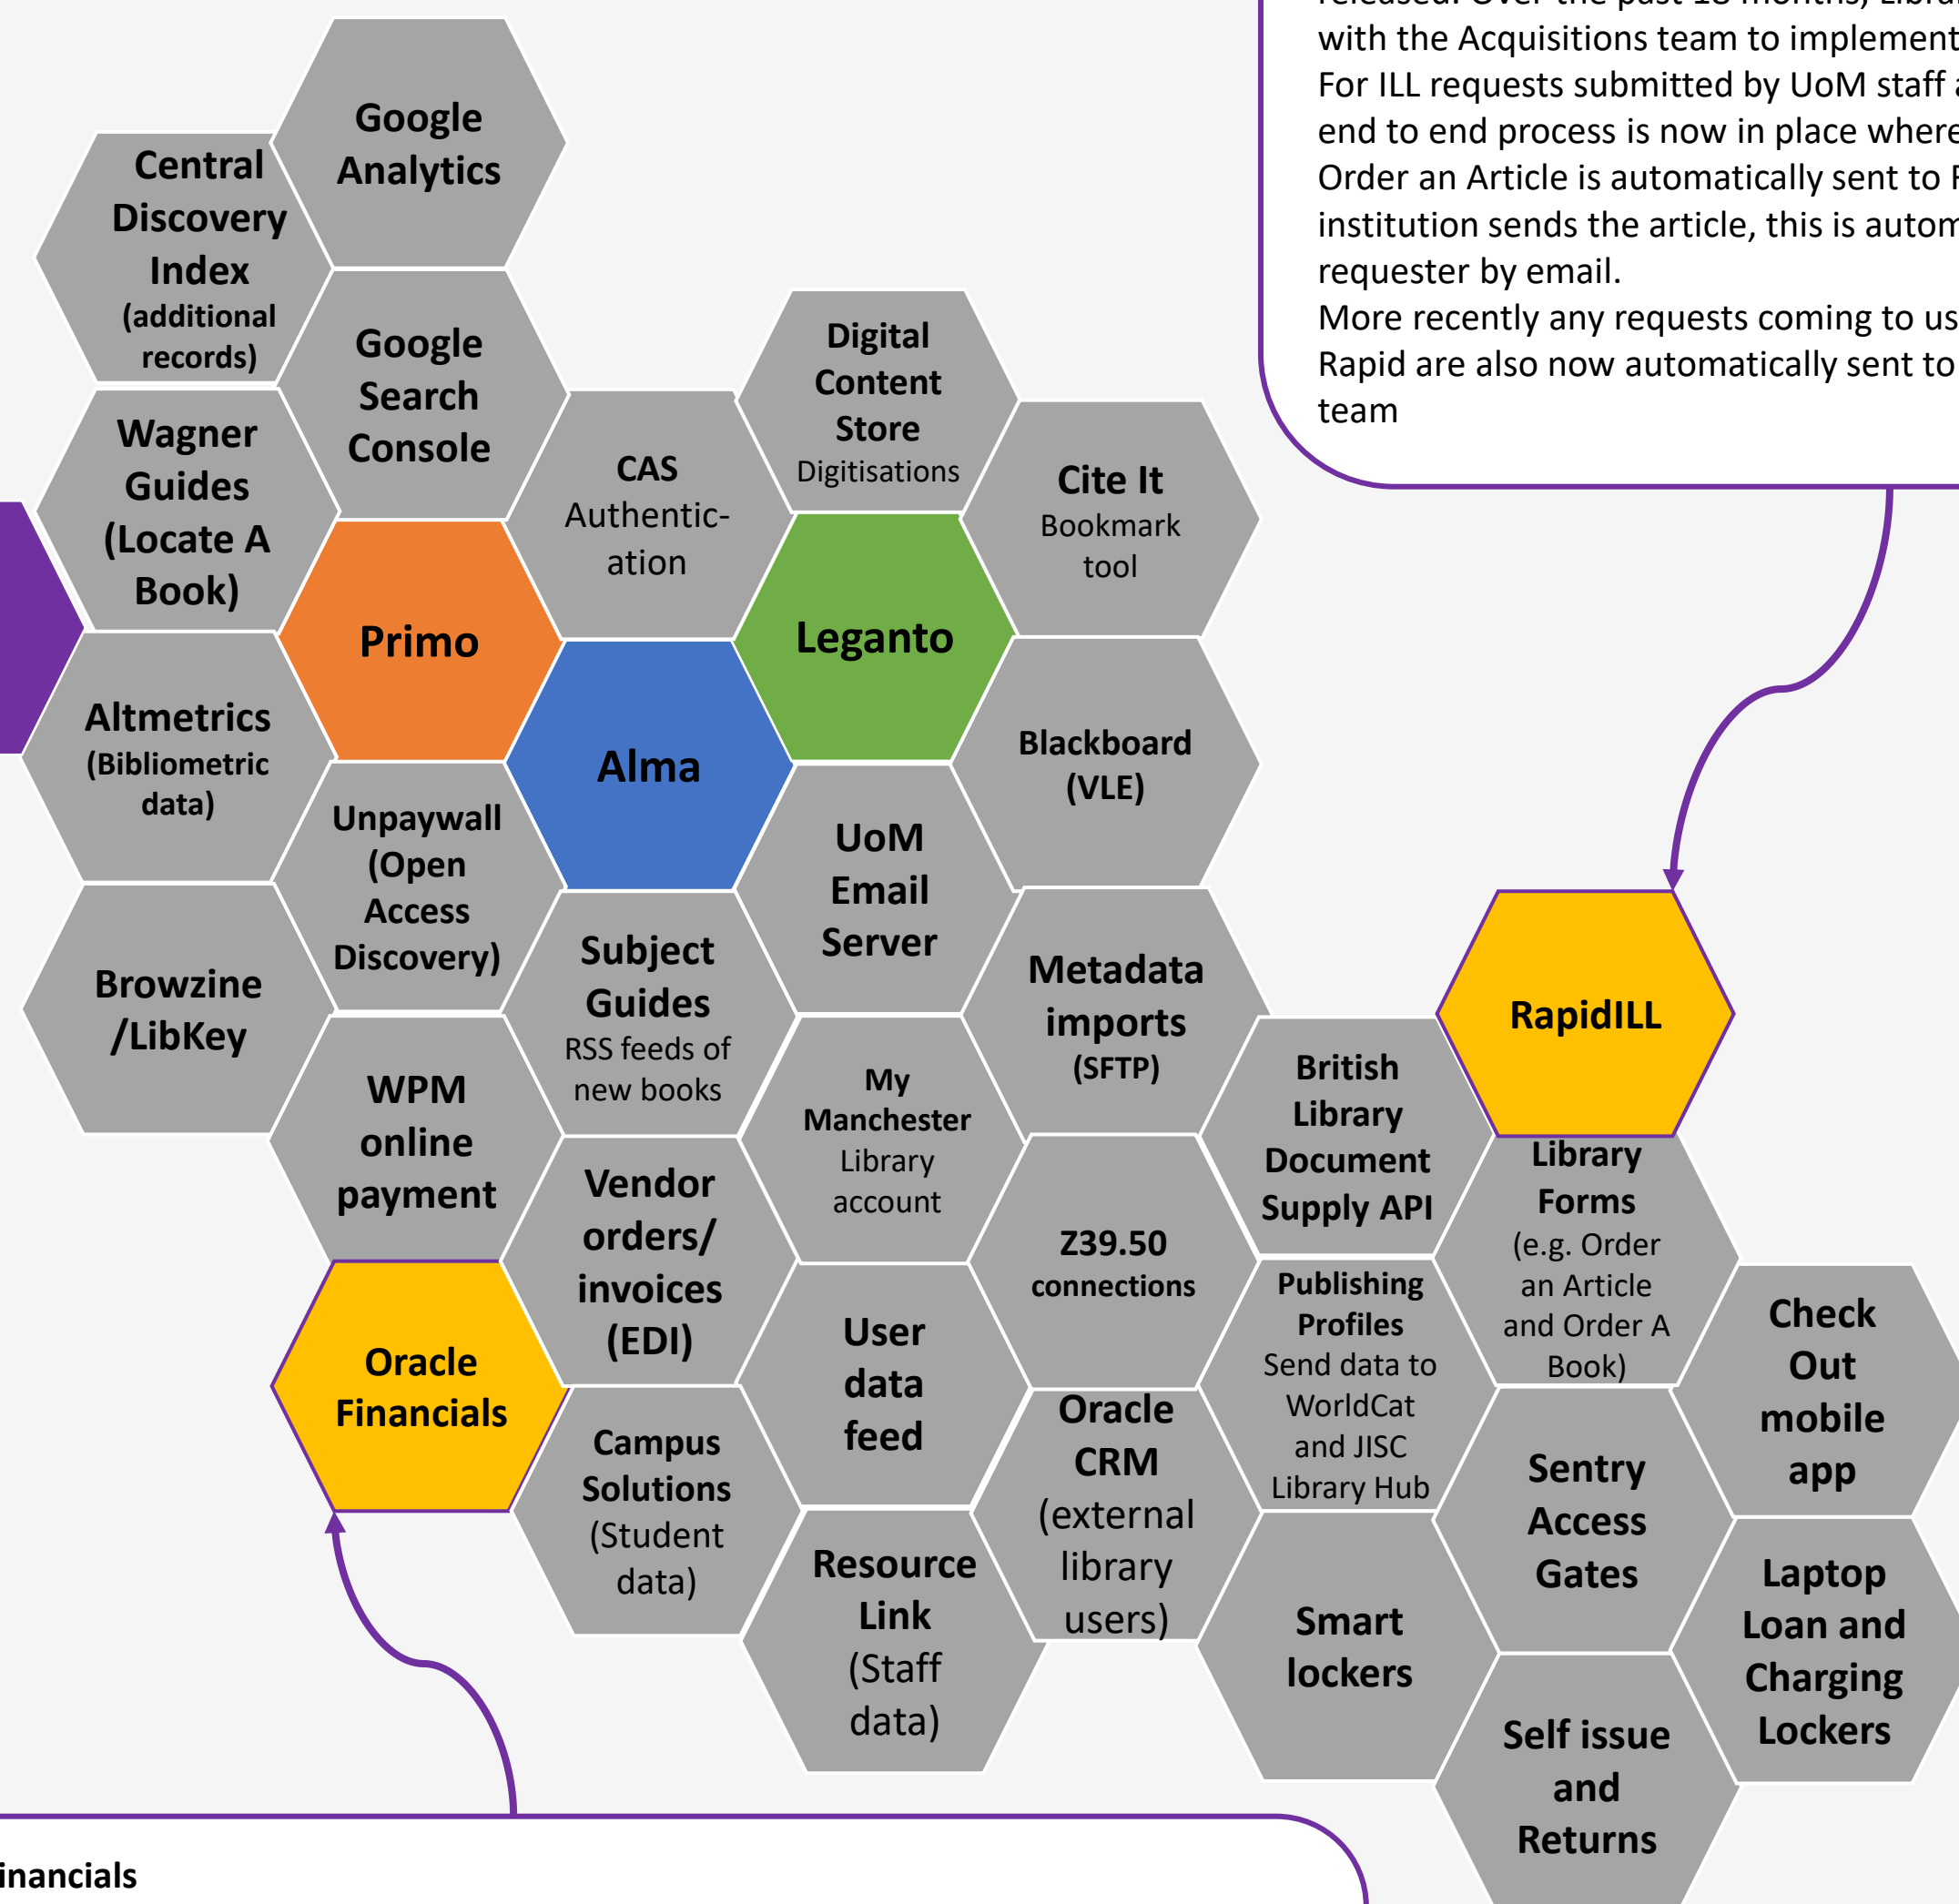 Google
Analytics
Central
Discovery
Index
(additional
records)
Google
Search
Console
Wagner
Guides
(Locate A
Book)
CAS
Authentic-
ation
Digital
Content
Store
Digitisations
Cite It
Bookmark
tool
Primo
Leganto
Alma
Altmetrics
(Bibliometric
data)
Unpaywall
(Open
Access
Discovery)
Blackboard
(VLE)
UoM
Email
Server
Browzine
/LibKey
Subject
Guides
RSS feeds of
new books
Metadata
imports
(SFTP)
WPM
online
payment
My
Manchester
Library
account
British
Library
Document
Supply API
RapidILL
Library
Forms
(e.g. Order
an Article
and Order A
Book)
Vendor
orders/
invoices
(EDI)
Z39.50
connections
Publishing
Profiles
Send data to
WorldCat
and JISC
Library Hub
Check
Out
mobile
app
Oracle
Financials
User
data
feed
Oracle
CRM
(external
library
users)
Sentry
Access
Gates
Campus
Solutions
(Student
data)
Resource
Link
(Staff
data)
Smart
lockers
Laptop
Loan and
Charging
Lockers
Self issue
and
Returns
with the Acquisitions team to implement
For ILL requests submitted by UoM staff
end to end process is now in place where
Order an Article is automatically sent to
institution sends the article, this is
requester by email.
More recently any requests coming to us
Rapid are also now automatically sent to
team
inancials